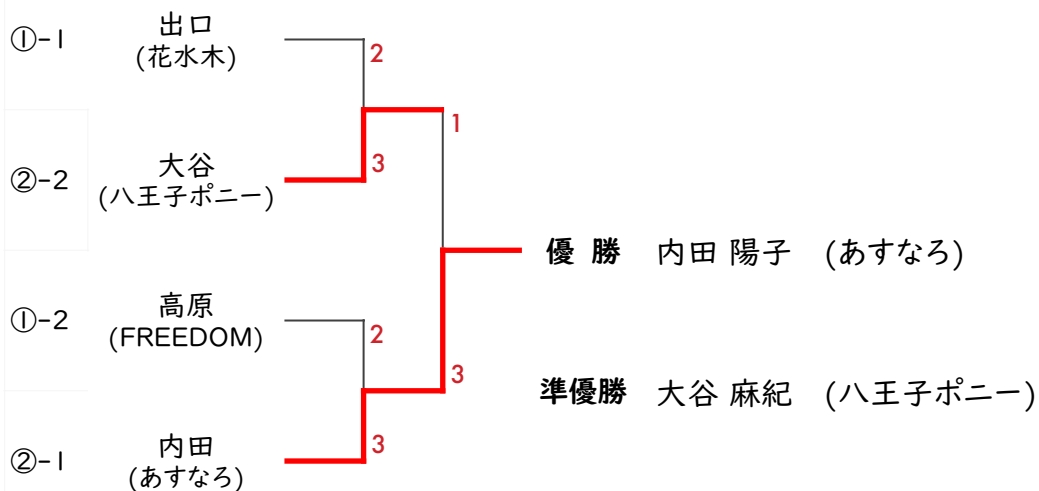 ①-1
出口
(花水木)
2
1
②-2
大谷
(八王子ポニー)
3
優 勝 内田 陽子 (あすなろ)
①-2
高原
(FREEDOM)
2
3
準優勝 大谷 麻紀 (八王子ポニー)
②-1
内田
(あすなろ)
3